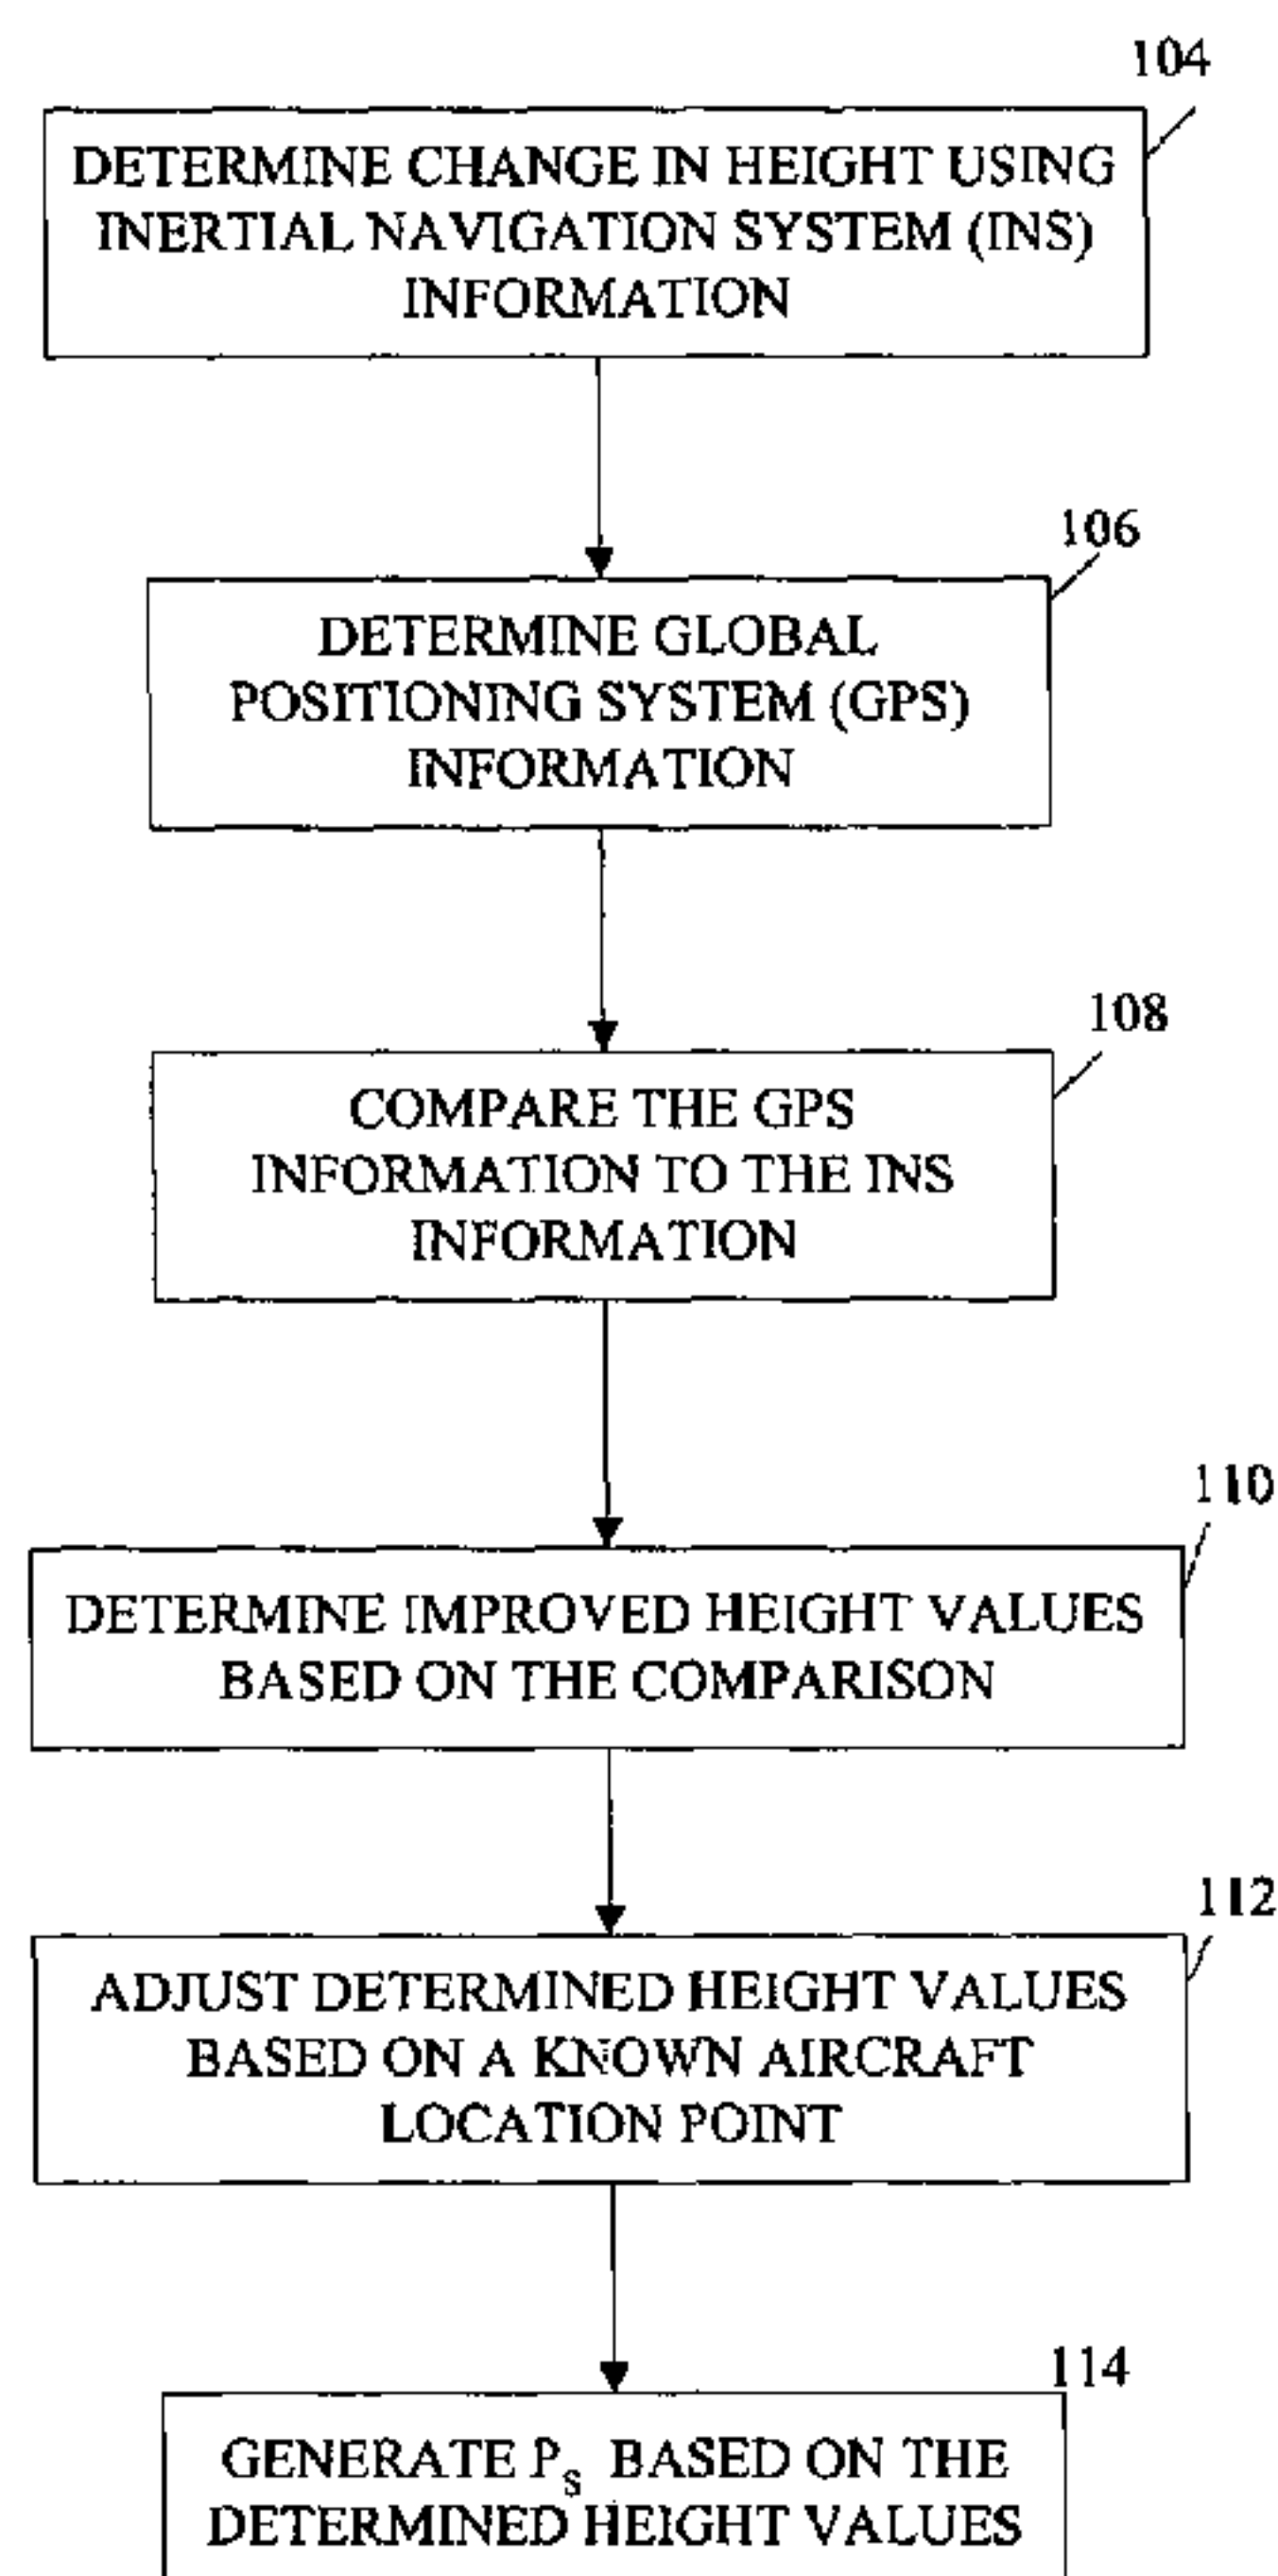 104
DETERMINE CHANGE IN HEIGHT USING
INERTIAL NAVIGATION SYSTEM (INS)
INFORMATION
106
DETERMINE GLOBAL
POSITIONING SYSTEM (GPS)
INFORMATION
108
COMPARE THE GPS
INFORMATION TO THE INS
INFORMATION
110
DETERMINE IMPROVED HEIGHT VALUES
BASED ON THE COMPARISON
112
ADJUST DETERMINED HEIGHT VALUES
BASED ON A KNOWN AIRCRAFT
LOCATION POINT
114
GENERATE PS BASED ON THE
DETERMINED HEIGHT VALUES